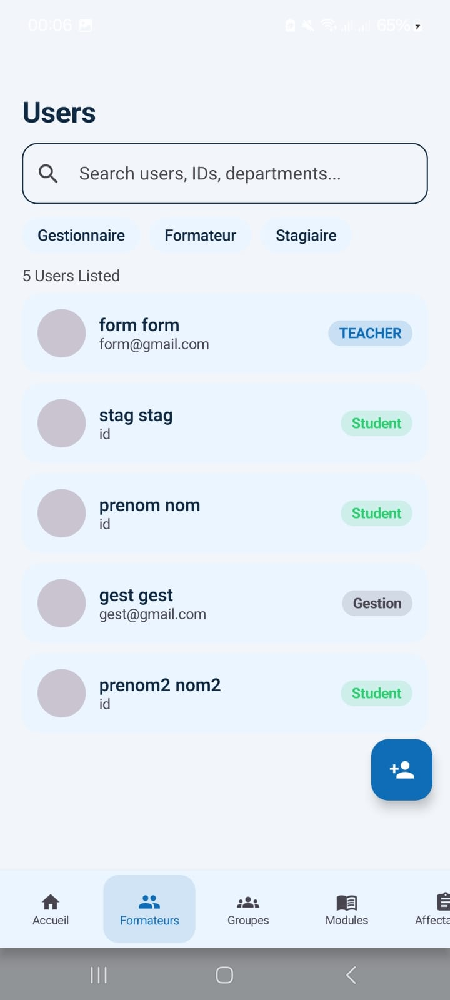 00:06 65%
Users
Search users, IDs, departments...
Gestionnaire Formateur Stagiaire
5 Users Listed
form form
form@gmail.com
TEACHER
stag stag
id
Student
prenom nom
id
Student
gest gest
gest@gmail.com
Gestion
prenom2 nom2
id
Student
Accueil Formateurs Groupes Modules Affecta